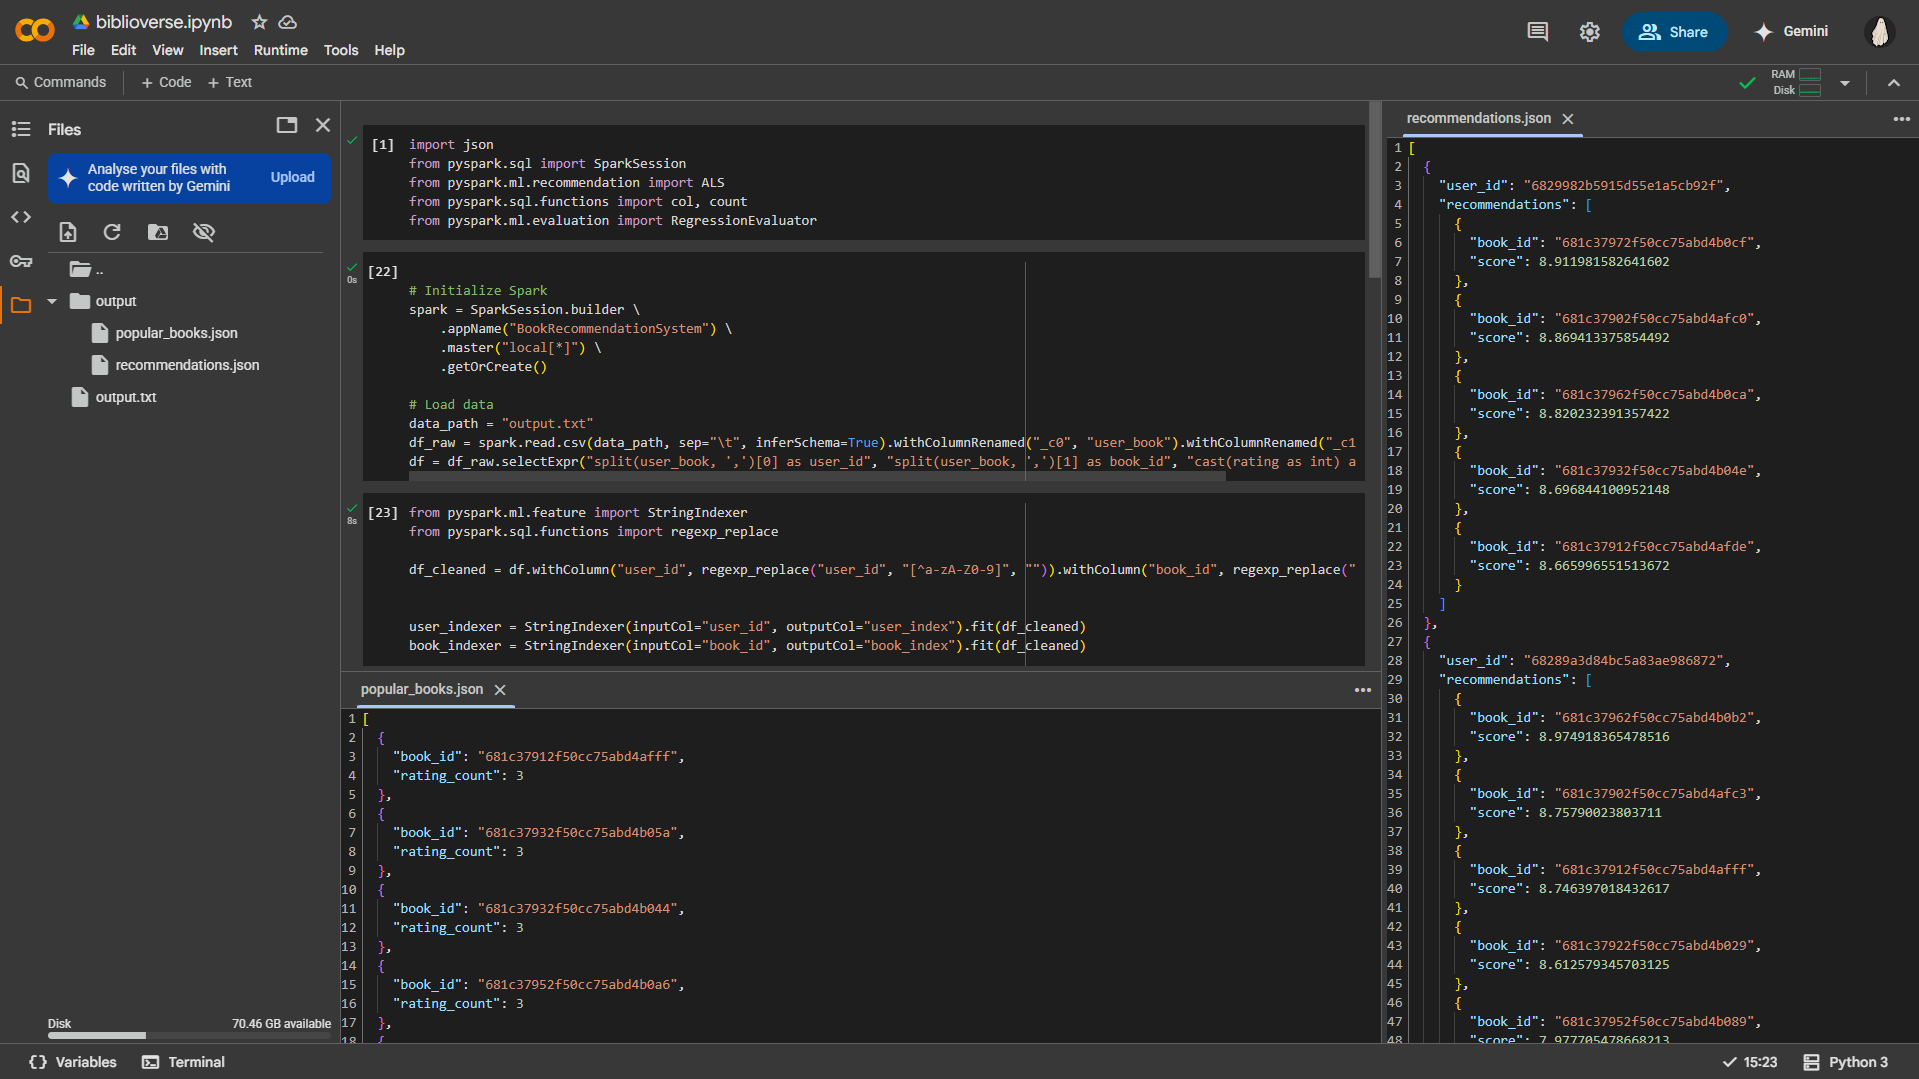 biblioverse.ipynb
File Edit View Insert Runtime Tools Help
Share
Gemini
Commands + Code + Text
RAM
Disk
Files
Analyse your files with
code written by Gemini
Upload
..
output
popular_books.json
recommendations.json
output.txt
Disk 70.46 GB available
[1] import json
from pyspark.sql import SparkSession
from pyspark.ml.recommendation import ALS
from pyspark.sql.functions import col, count
from pyspark.ml.evaluation import RegressionEvaluator
[22]
0s
# Initialize Spark
spark = SparkSession.builder \
.appName("BookRecommendationSystem") \
.master("local[*]") \
.getOrCreate()
# Load data
data_path = "output.txt"
df_raw = spark.read.csv(data_path, sep="\t", inferSchema=True).withColumnRenamed("_c0", "user_book").withColumnRenamed("_c1
df = df_raw.selectExpr("split(user_book, ',')[0] as user_id", "split(user_book, ',')[1] as book_id", "cast(rating as int) a
[23] from pyspark.ml.feature import StringIndexer
8s
from pyspark.sql.functions import regexp_replace
df_cleaned = df.withColumn("user_id", regexp_replace("user_id", "[^a-zA-Z0-9]", "")).withColumn("book_id", regexp_replace("
user_indexer = StringIndexer(inputCol="user_id", outputCol="user_index").fit(df_cleaned)
book_indexer = StringIndexer(inputCol="book_id", outputCol="book_index").fit(df_cleaned)
popular_books.json
1 [
2 {
3 "book_id": "681c37912f50cc75abd4afff",
4 "rating_count": 3
5 },
6 {
7 "book_id": "681c37932f50cc75abd4b05a",
8 "rating_count": 3
9 },
10 {
11 "book_id": "681c37932f50cc75abd4b044",
12 "rating_count": 3
13 },
14 {
15 "book_id": "681c37952f50cc75abd4b0a6",
16 "rating_count": 3
17 },
18 {
recommendations.json
1 [
2 {
3 "user_id": "6829982b5915d55e1a5cb92f",
4 "recommendations": [
5 {
6 "book_id": "681c37972f50cc75abd4b0cf",
7 "score": 8.911981582641602
8 },
9 {
10 "book_id": "681c37902f50cc75abd4afc0",
11 "score": 8.869413375854492
12 },
13 {
14 "book_id": "681c37962f50cc75abd4b0ca",
15 "score": 8.820232391357422
16 },
17 {
18 "book_id": "681c37932f50cc75abd4b04e",
19 "score": 8.696844100952148
20 },
21 {
22 "book_id": "681c37912f50cc75abd4afde",
23 "score": 8.665996551513672
24 }
25 ]
26 },
27 {
28 "user_id": "68289a3d84bc5a83ae986872",
29 "recommendations": [
30 {
31 "book_id": "681c37962f50cc75abd4b0b2",
32 "score": 8.974918365478516
33 },
34 {
35 "book_id": "681c37902f50cc75abd4afc3",
36 "score": 8.75790023803711
37 },
38 {
39 "book_id": "681c37912f50cc75abd4afff",
40 "score": 8.746397018432617
41 },
42 {
43 "book_id": "681c37922f50cc75abd4b029",
44 "score": 8.612579345703125
45 },
46 {
47 "book_id": "681c37952f50cc75abd4b089",
48 "score": 7.977705478668213
Variables Terminal
15:23 Python 3